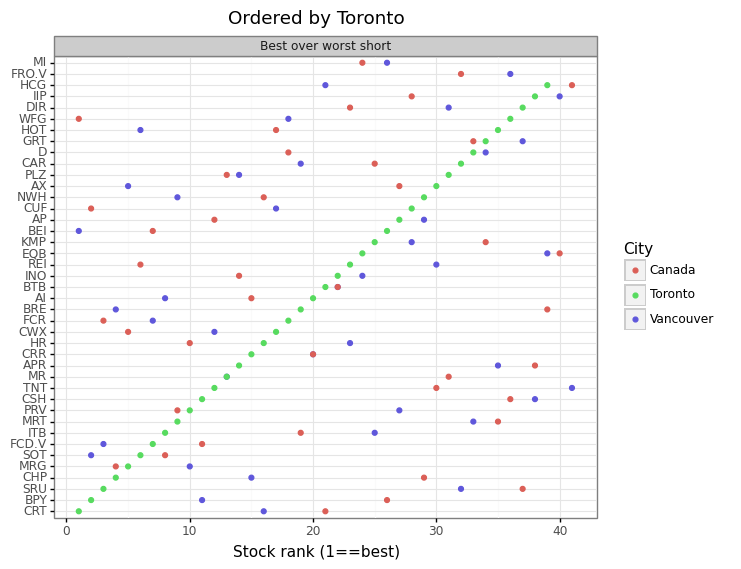 Ordered by Toronto
Best over worst short
MI
FRO.V
HCG
IIP
DIR
WFG
HOT
GRT
D
CAR
PLZ
AX
NWH
CUF
AP
BEI
KMP
EQB
REI
INO
BTB
AI
BRE
FCR
CWX
HR
CRR
APR
MR
TNT
CSH
PRV
MRT
ITB
FCD.V
SOT
MRG
CHP
SRU
BPY
CRT
0 10 20 30 40
Stock rank (1==best)
City
Canada
Toronto
Vancouver